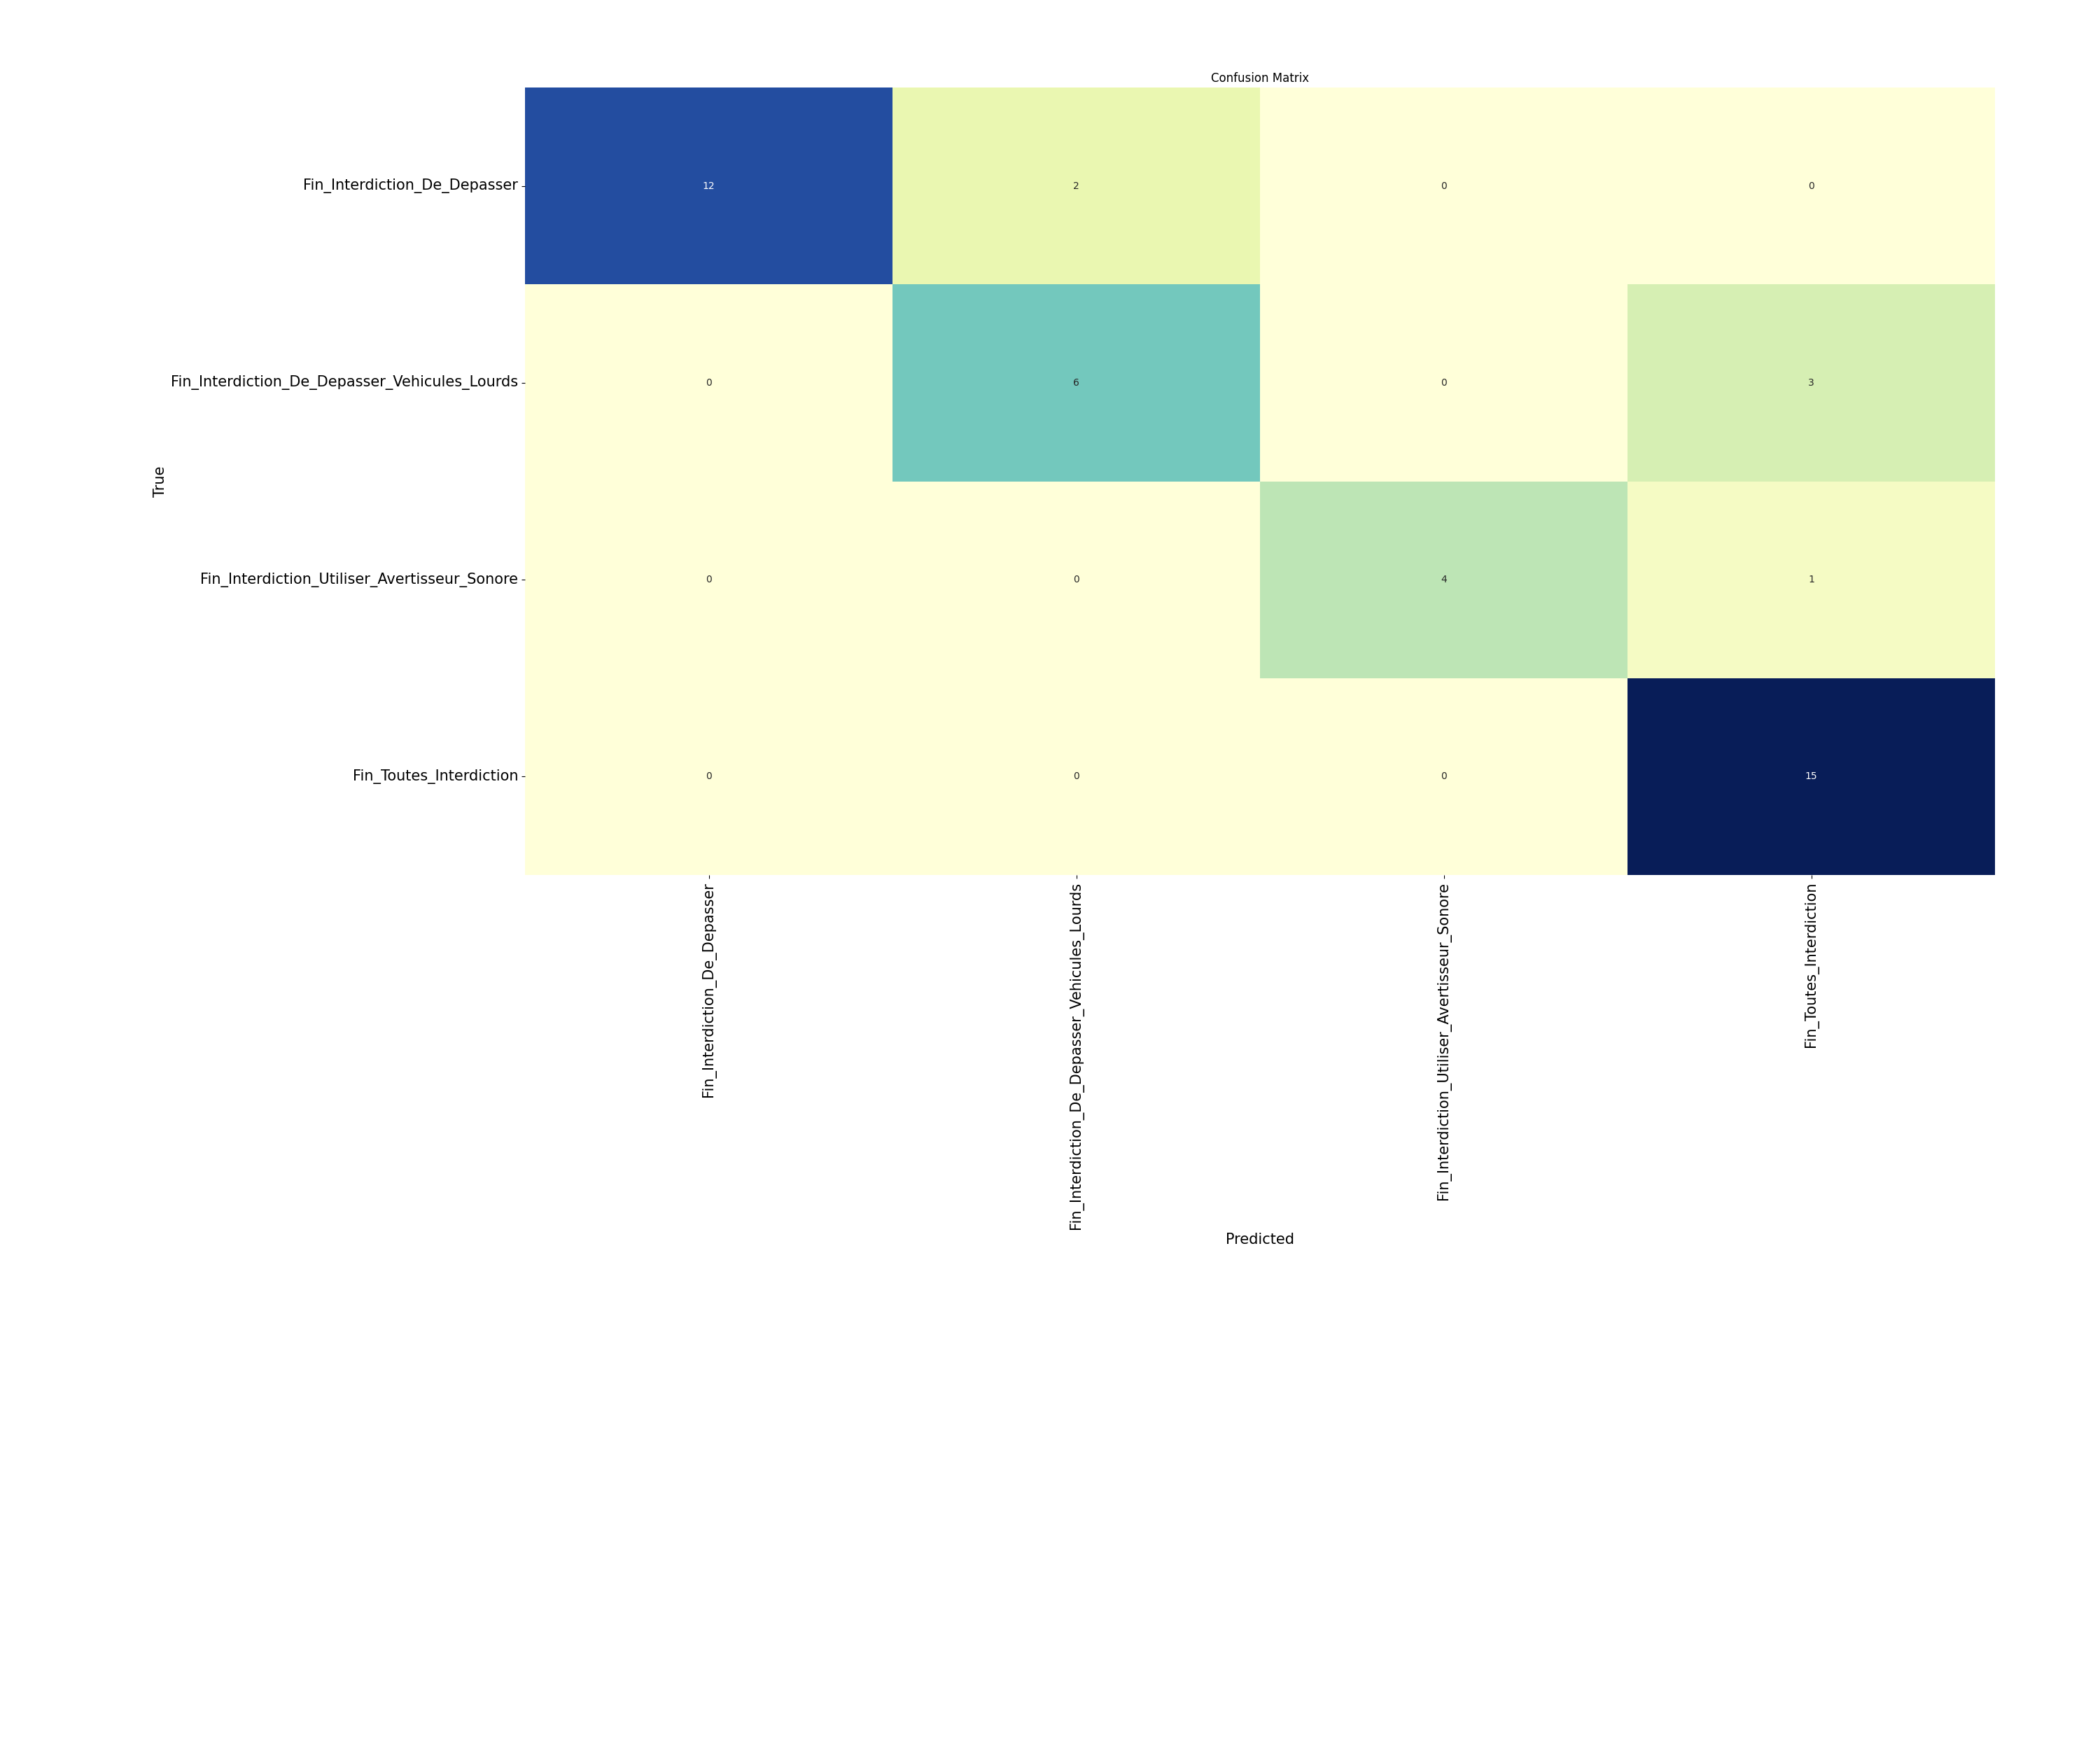 Confusion Matrix
Fin_Interdiction_De_Depasser
12 2 0 0
Fin_Interdiction_De_Depasser_Vehicules_Lourds
0 6 0 3
True
Fin_Interdiction_Utiliser_Avertisseur_Sonore
0 0 4 1
Fin_Toutes_Interdiction
0 0 0 15
Fin_Interdiction_De_Depasser
Fin_Interdiction_De_Depasser_Vehicules_Lourds
Fin_Interdiction_Utiliser_Avertisseur_Sonore
Fin_Toutes_Interdiction
Predicted